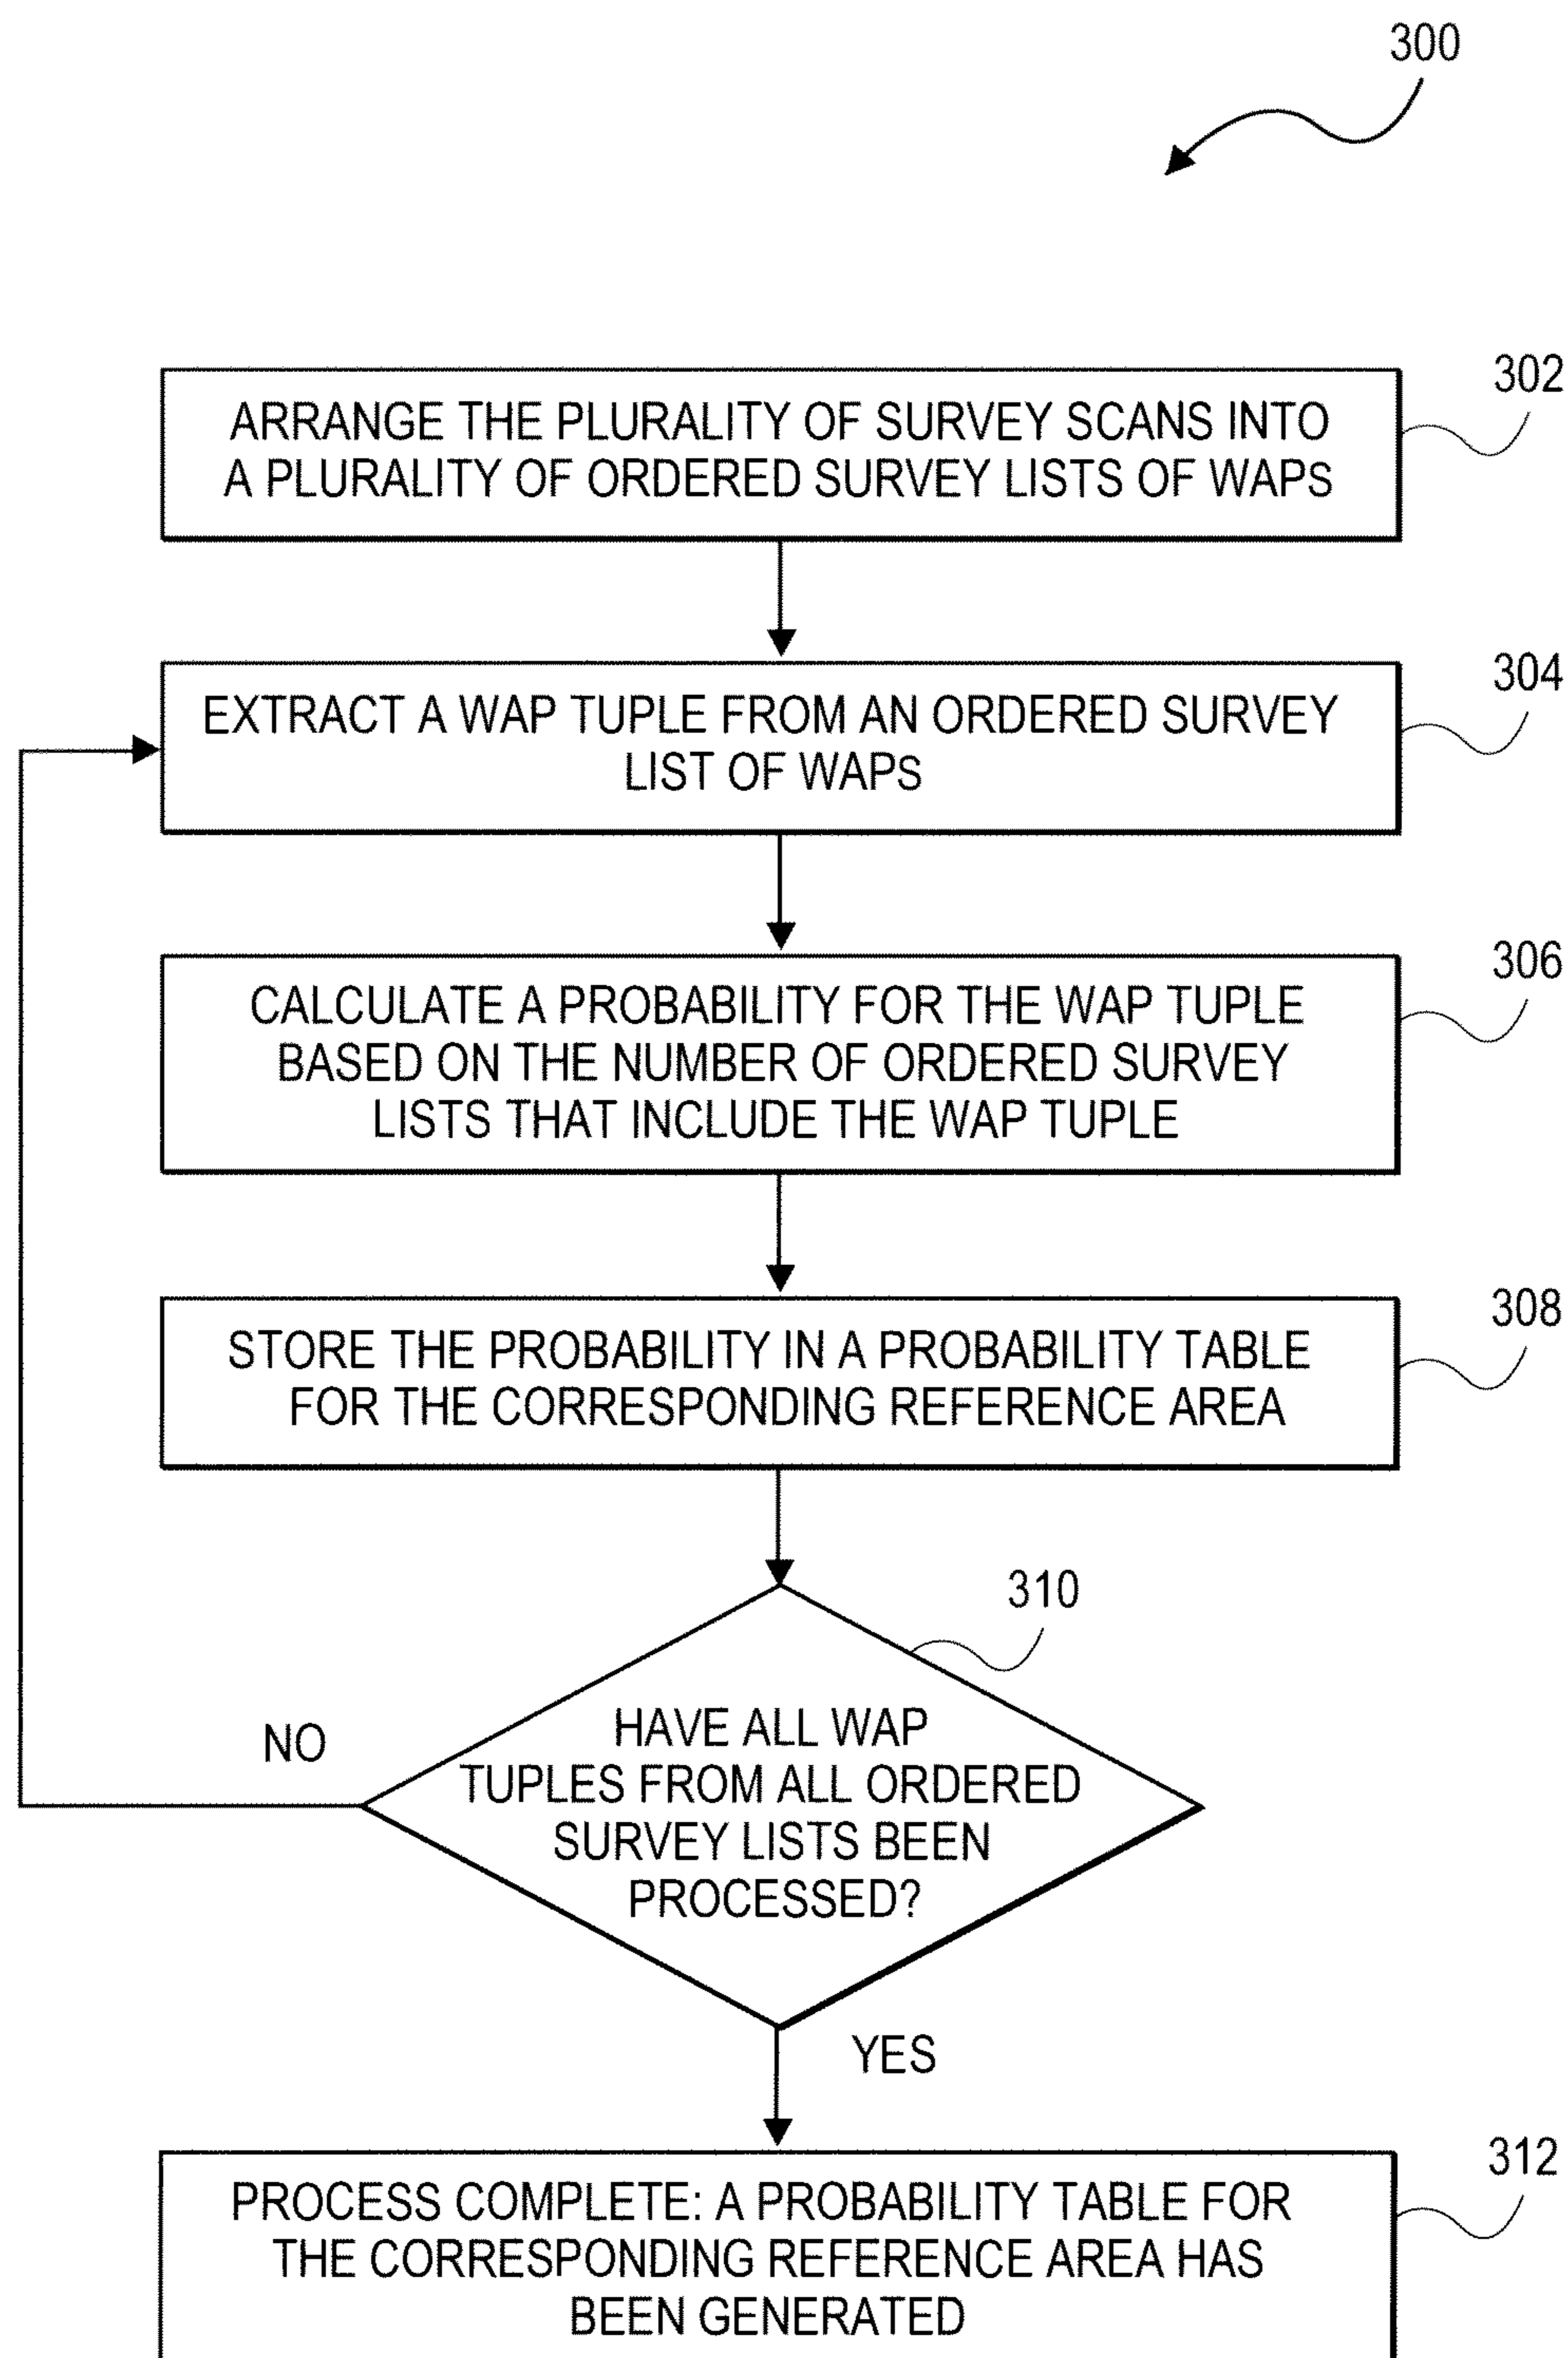 300
302
ARRANGE THE PLURALITY OF SURVEY SCANS INTO
A PLURALITY OF ORDERED SURVEY LISTS OF WAPs
304
EXTRACT A WAP TUPLE FROM AN ORDERED SURVEY
LIST OF WAPs
306
CALCULATE A PROBABILITY FOR THE WAP TUPLE
BASED ON THE NUMBER OF ORDERED SURVEY
LISTS THAT INCLUDE THE WAP TUPLE
308
STORE THE PROBABILITY IN A PROBABILITY TABLE
FOR THE CORRESPONDING REFERENCE AREA
310
HAVE ALL WAP
TUPLES FROM ALL ORDERED
SURVEY LISTS BEEN
PROCESSED?
NO
YES
312
PROCESS COMPLETE: A PROBABILITY TABLE FOR
THE CORRESPONDING REFERENCE AREA HAS
BEEN GENERATED